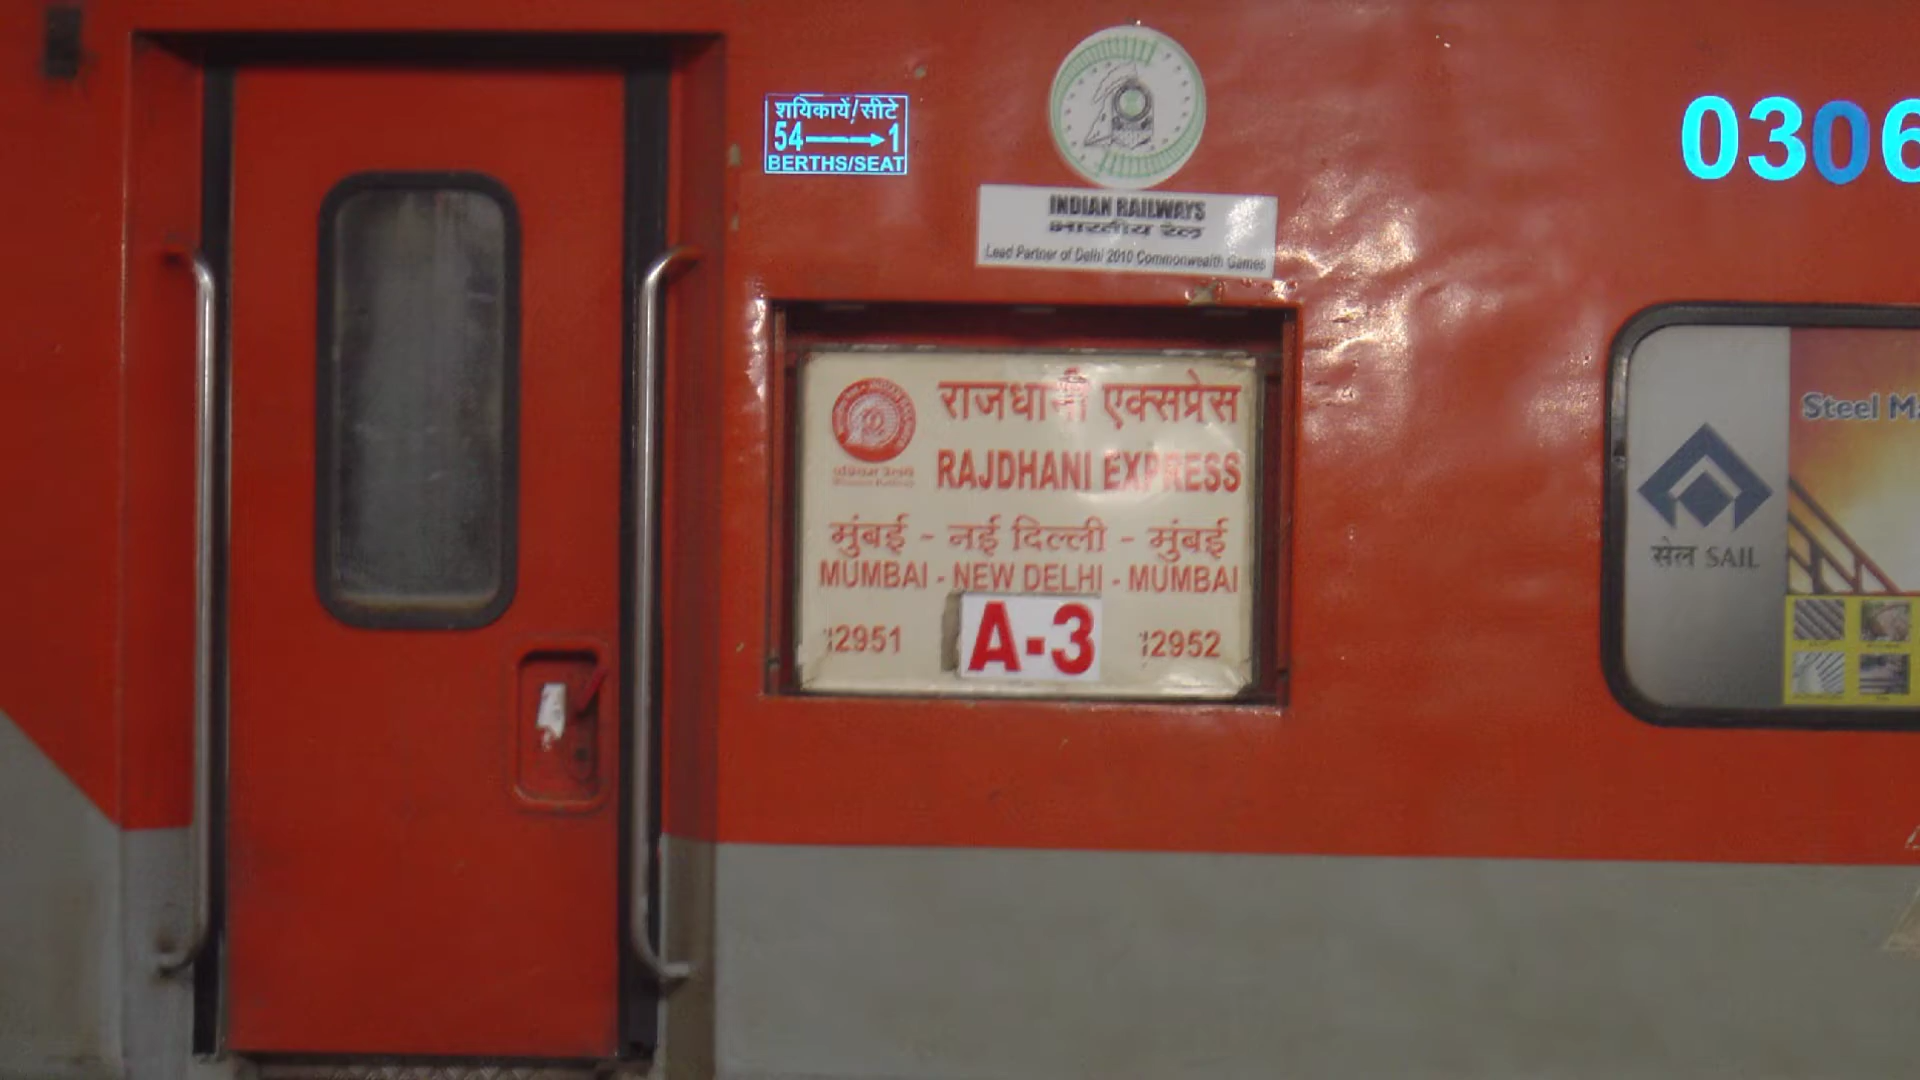 शयिकायें/सीटे
54 → 1
BERTHS/SEAT
INDIAN RAILWAYS
भारतीय रेल
Lead Partner of Delhi 2010 Commonwealth Games
0306
राजधानी एक्सप्रेस
RAJDHANI EXPRESS
मुंबई - नई दिल्ली - मुंबई
MUMBAI - NEW DELHI - MUMBAI
12951
A-3
12952
Steel M
सेल SAIL